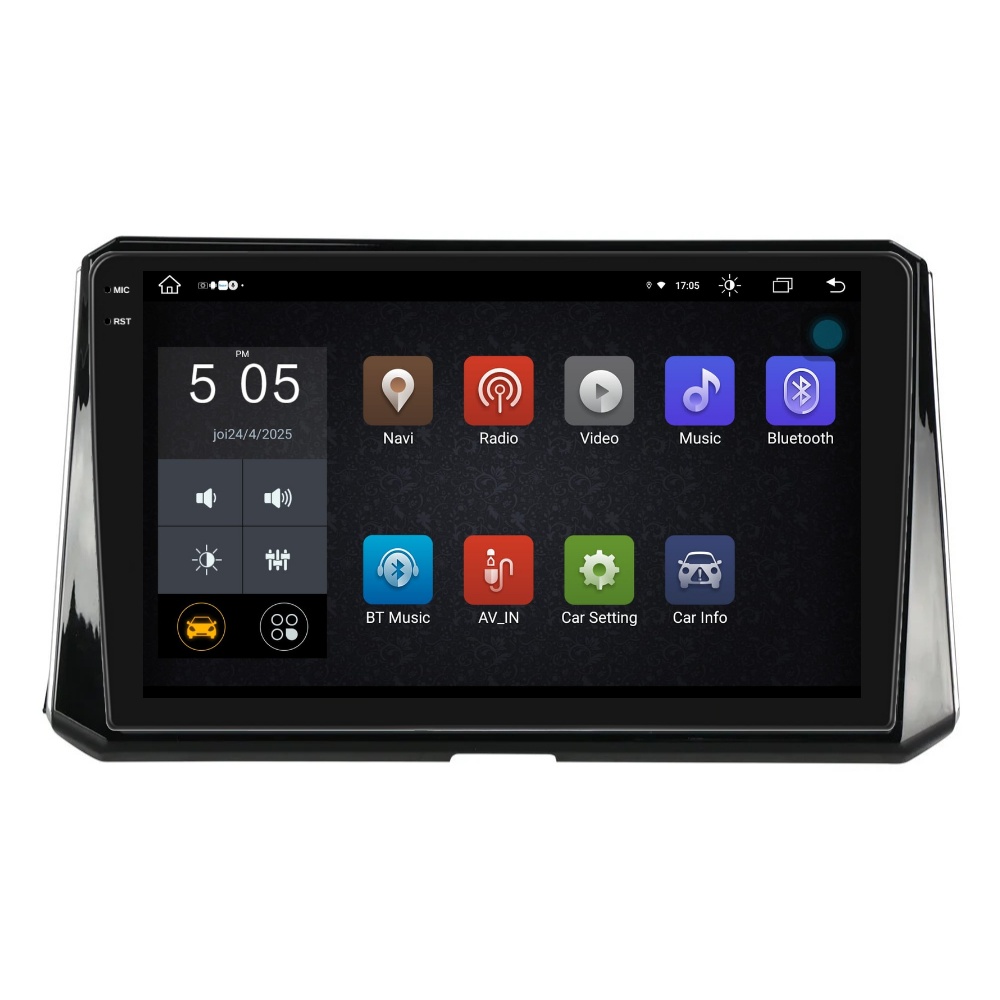 MIC
RST
17:05
PM
5 05
joi24/4/2025
Navi
Radio
Video
Music
Bluetooth
BT Music
AV_IN
Car Setting
Car Info